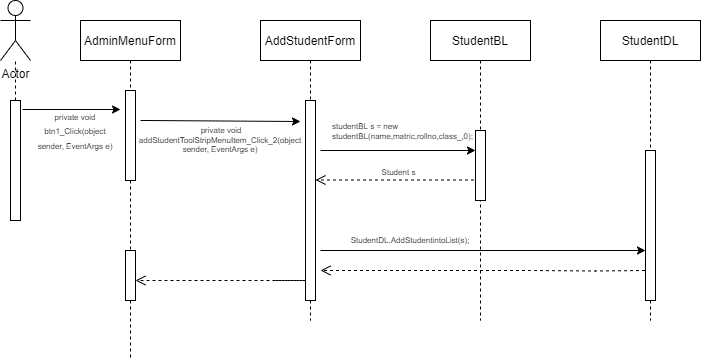 AdminMenuForm
AddStudentForm
StudentBL
StudentDL
Actor
private void
btn1_Click(object
sender, EventArgs e)
private void
addStudentToolStripMenuItem_Click_2(object
sender, EventArgs e)
studentBL s = new
studentBL(name,matric,rollno,class_,0);
Student s
StudentDL.AddStudentintoList(s);